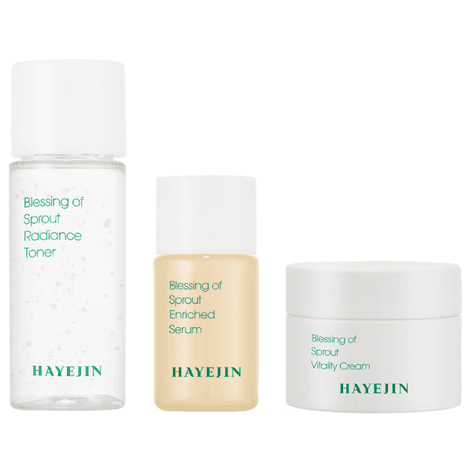 Blessing of
Sprout
Radiance
Toner
HAYEJIN
Blessing of
Sprout
Enriched
Serum
HAYEJIN
Blessing of
Sprout
Vitality Cream
HAYEJIN